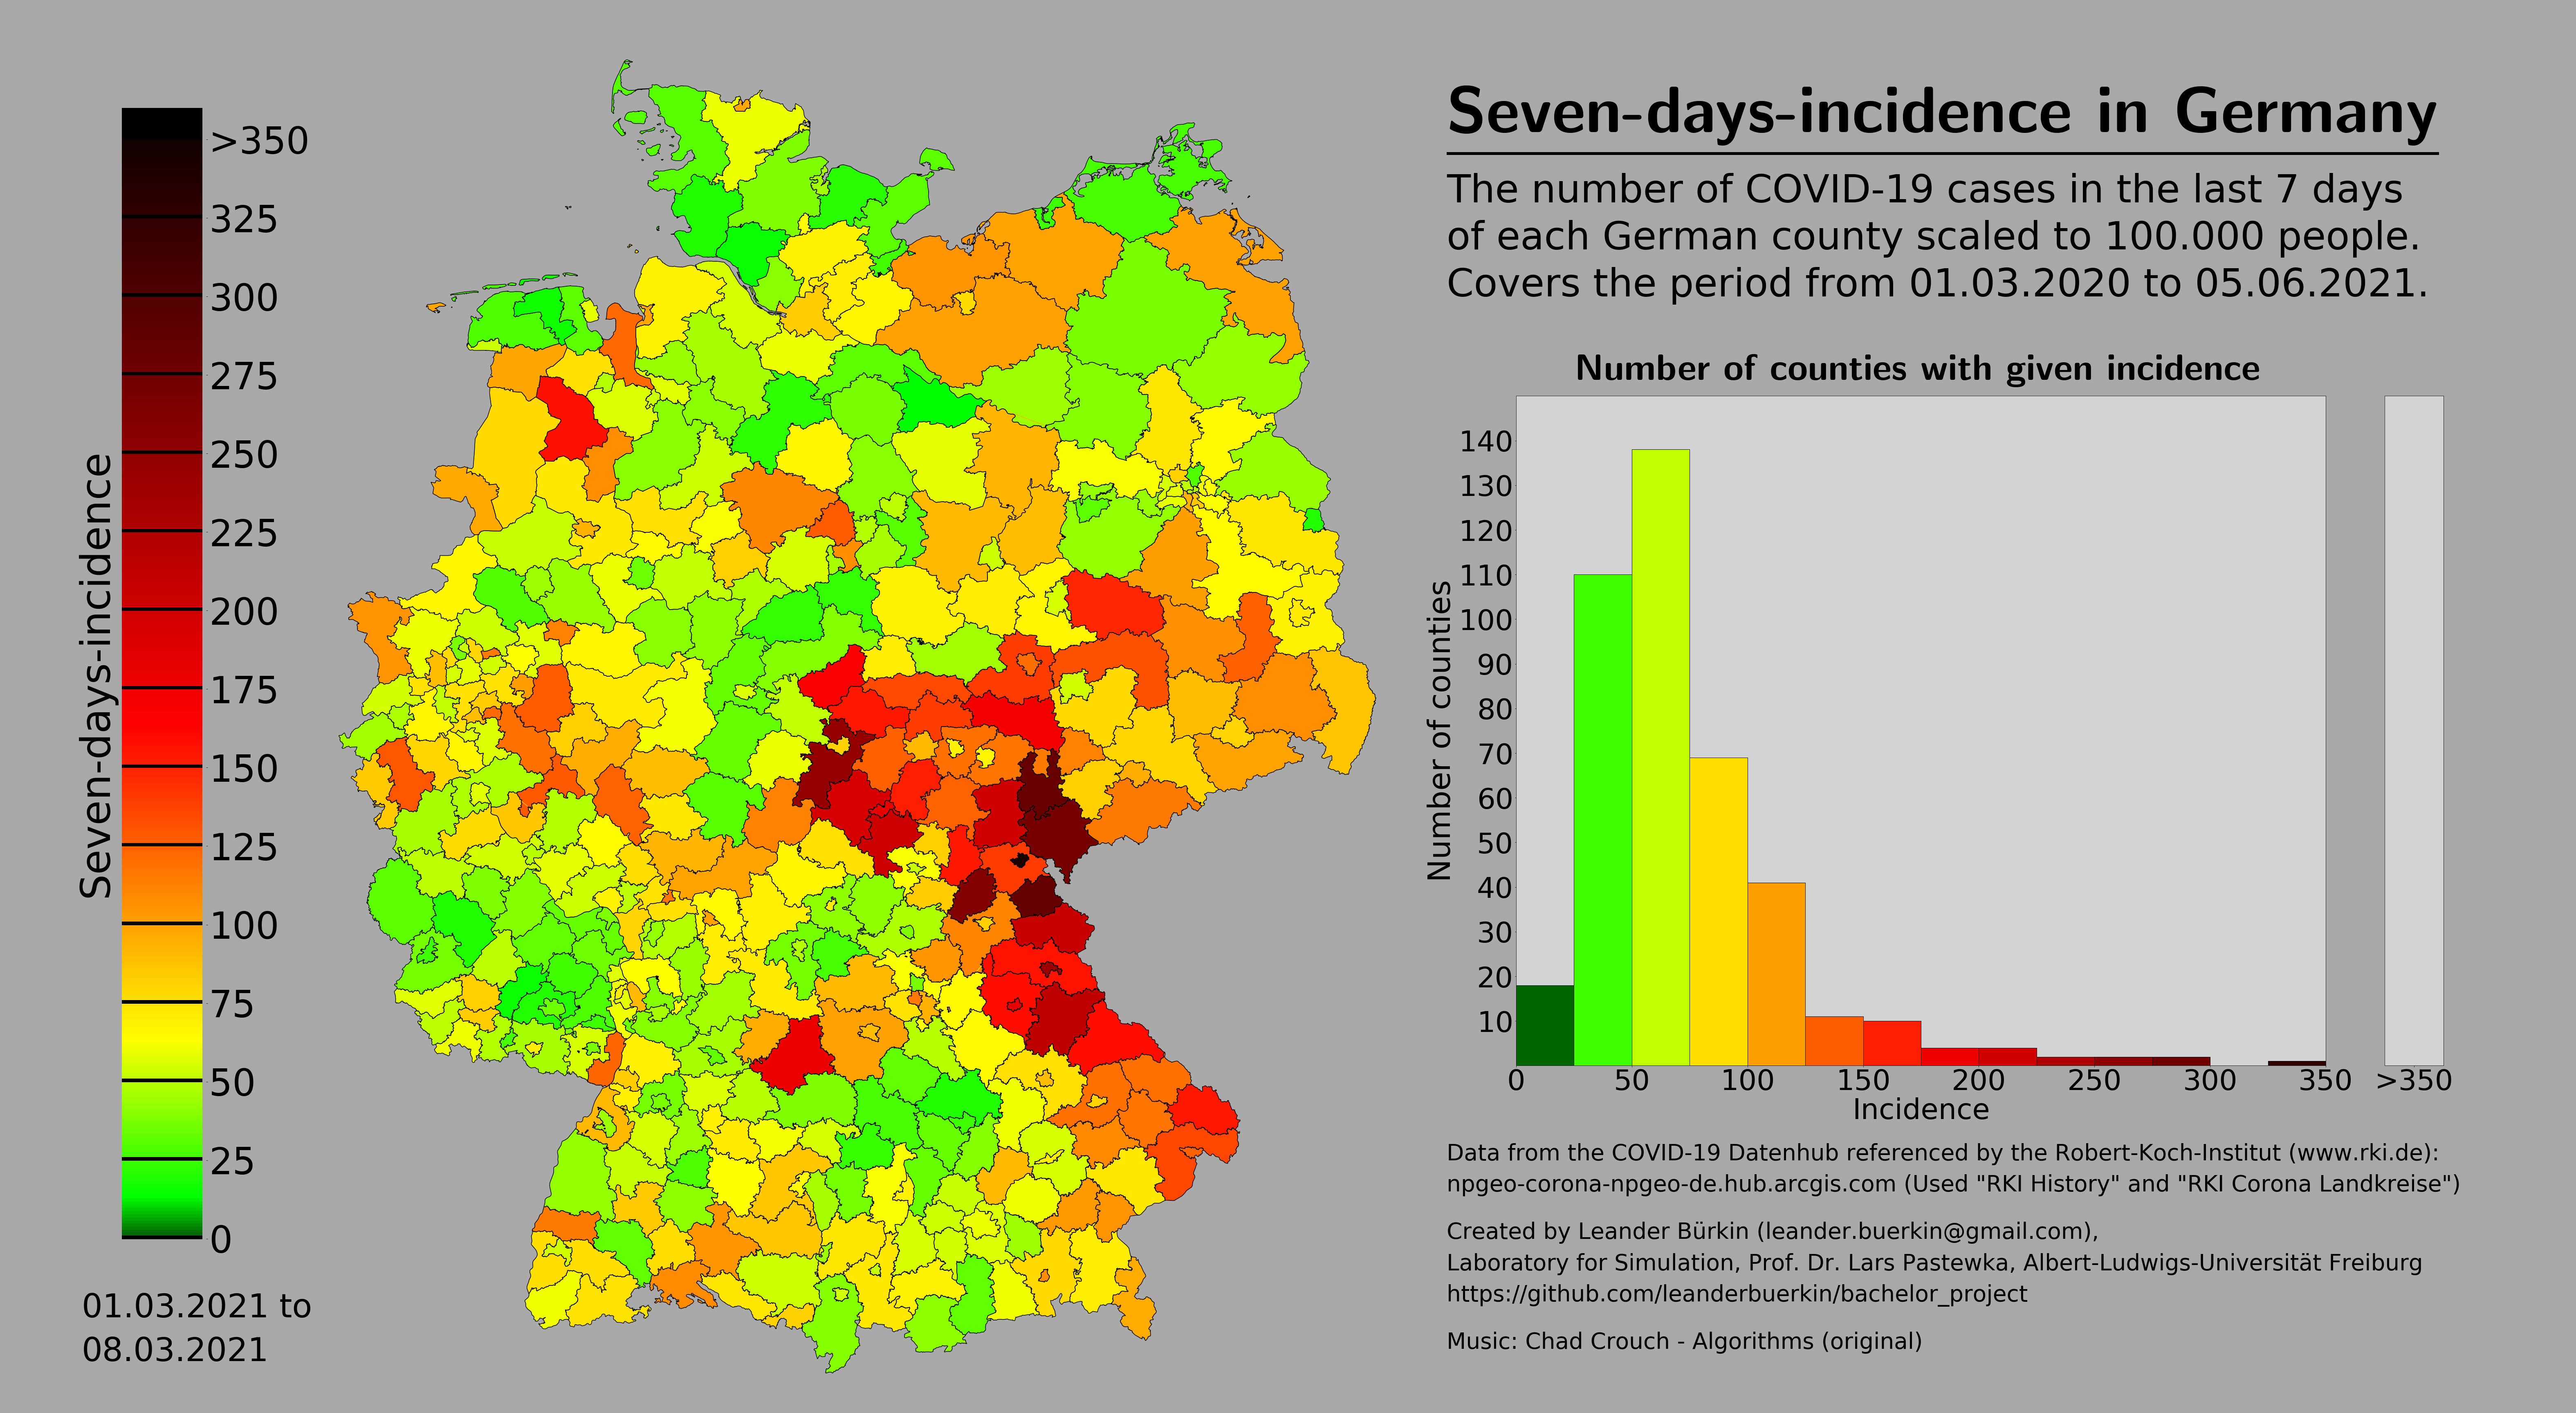 Seven-days-incidence in Germany
The number of COVID-19 cases in the last 7 days
of each German county scaled to 100.000 people.
Covers the period from 01.03.2020 to 05.06.2021.
Seven-days-incidence
>350
325
300
275
250
225
200
175
150
125
100
75
50
25
0
01.03.2021 to
08.03.2021
Number of counties with given incidence
Number of counties
140
130
120
110
100
90
80
70
60
50
40
30
20
10
0 50 100 150 200 250 300 350 >350
Incidence
Data from the COVID-19 Datenhub referenced by the Robert-Koch-Institut (www.rki.de):
npgeo-corona-npgeo-de.hub.arcgis.com (Used "RKI History" and "RKI Corona Landkreise")
Created by Leander Bürkin (leander.buerkin@gmail.com),
Laboratory for Simulation, Prof. Dr. Lars Pastewka, Albert-Ludwigs-Universität Freiburg
https://github.com/leanderbuerkin/bachelor_project
Music: Chad Crouch - Algorithms (original)